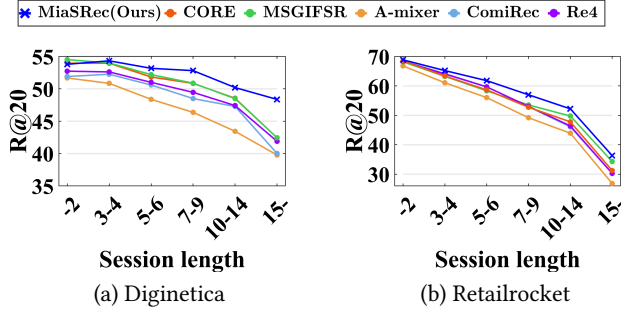 MiaSRec(Ours) CORE MSGIFSR A-mixer ComiRec Re4
55
50
45
40
35
R@20
-2 3-4 5-6 7-9 10-14 15-
Session length
(a) Diginetica
70
60
50
40
30
R@20
-2 3-4 5-6 7-9 10-14 15-
Session length
(b) Retailrocket